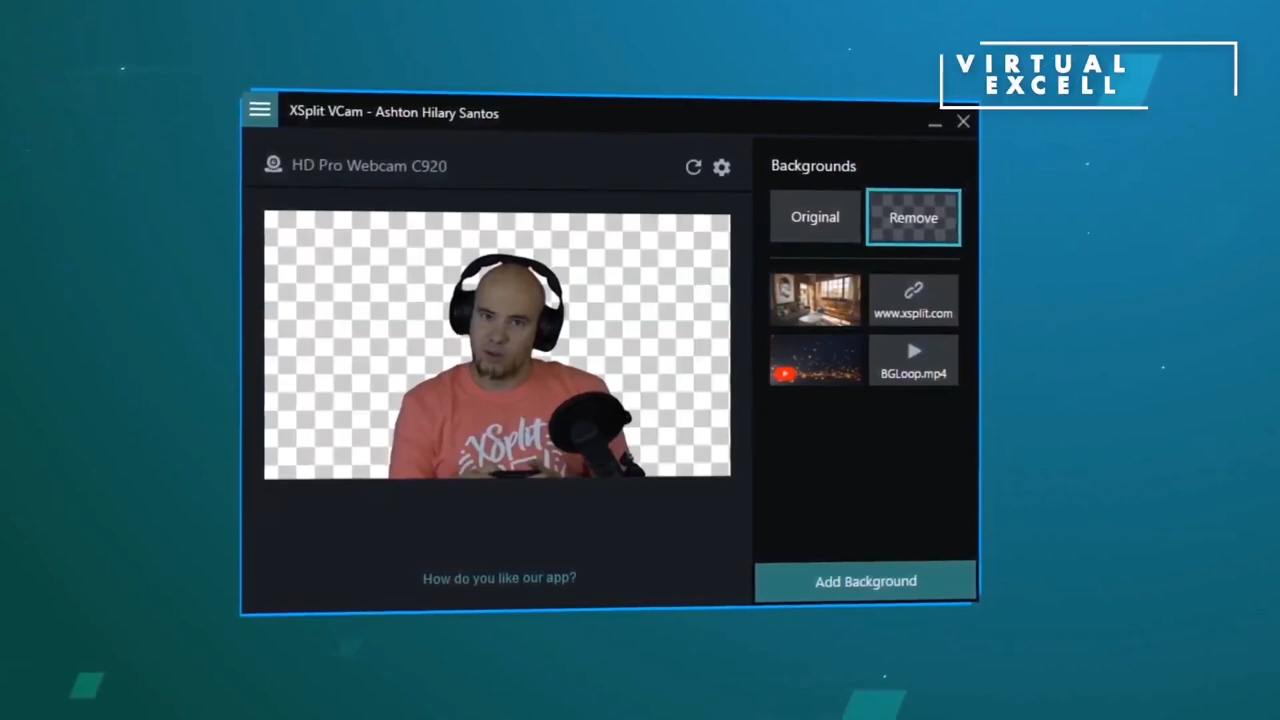 VIRTUAL
EXCELL
XSplit VCam - Ashton Hilary Santos
HD Pro Webcam C920
Backgrounds
Original
Remove
www.xsplit.com
BGLoop.mp4
XSplit
How do you like our app?
Add Background